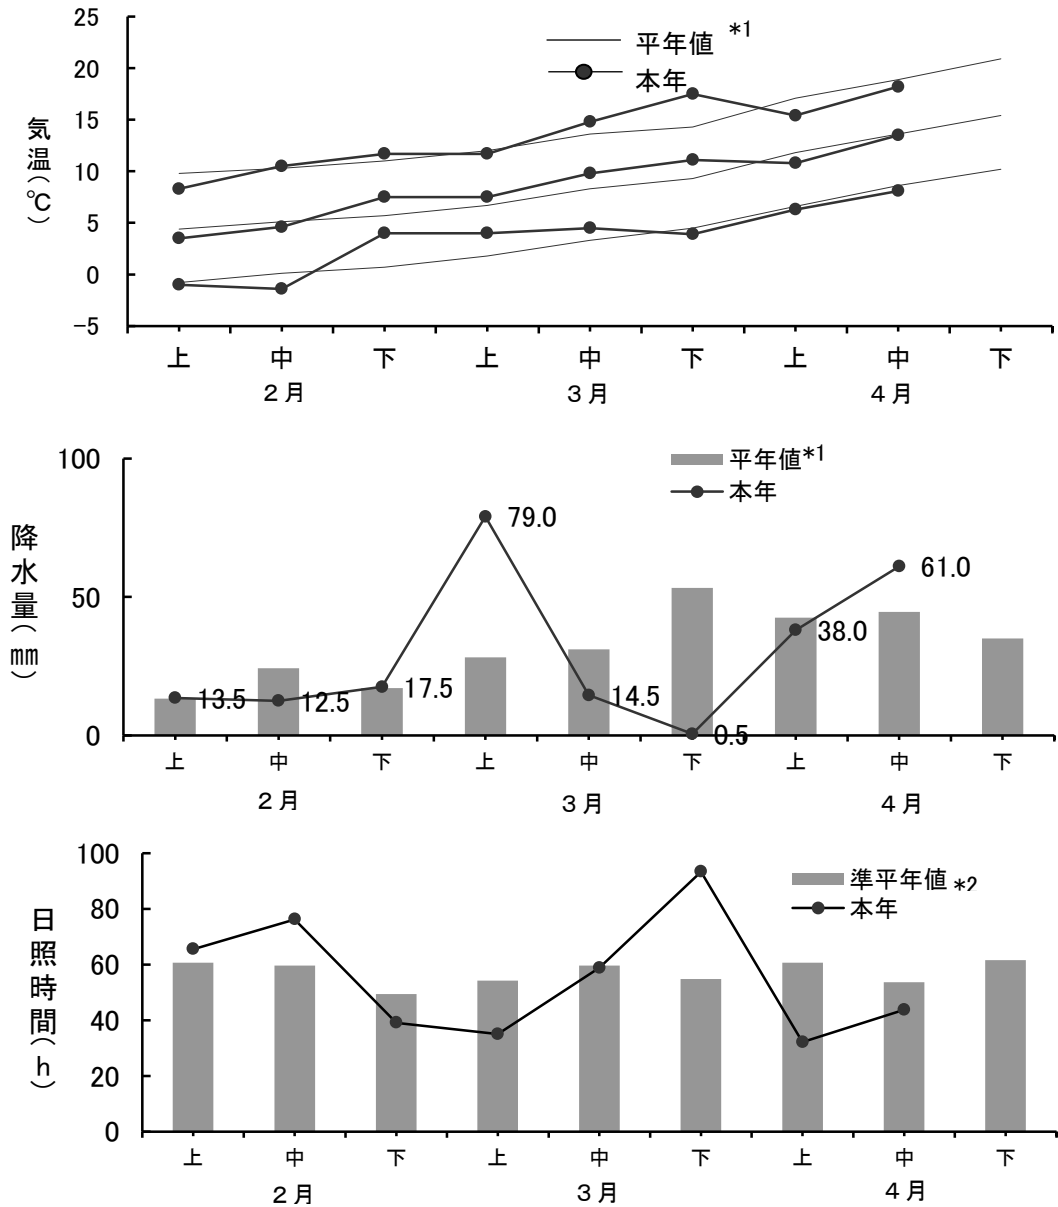 25
20
15
10
5
0
−5
気温(℃)
平年値 *1
本年
上 中 下 上 中 下 上 中 下
2月 3月 4月
100
50
0
降水量(㎜)
平年値*1
本年
13.5 12.5 17.5 79.0 14.5 0.5 38.0 61.0
上 中 下 上 中 下 上 中 下
2月 3月 4月
100
80
60
40
20
0
日照時間(h)
準平年値 *2
本年
上 中 下 上 中 下 上 中 下
2月 3月 4月